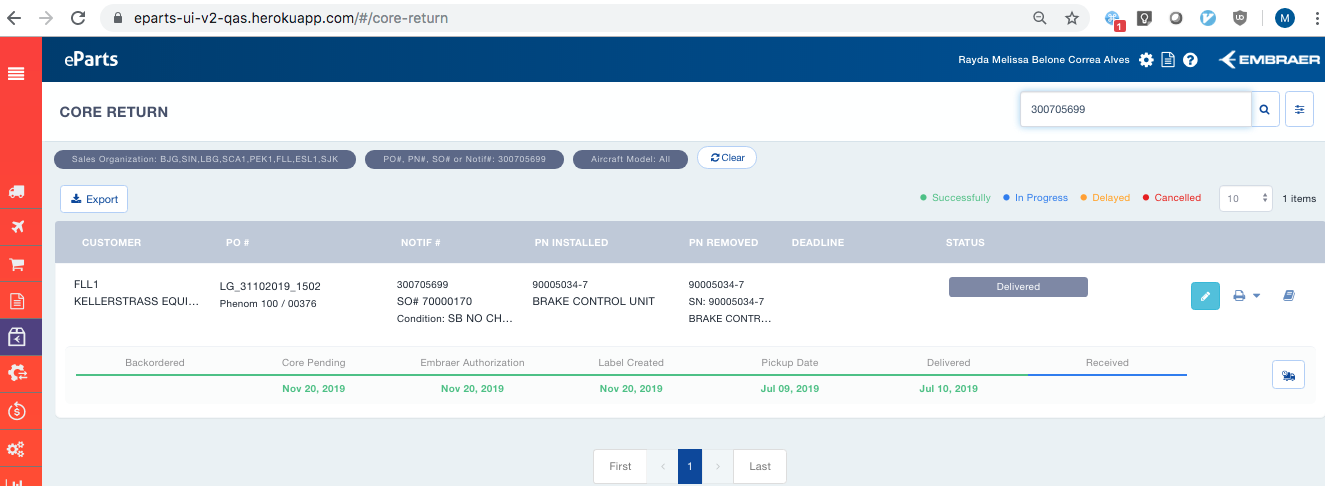 eparts-ui-v2-qas.herokuapp.com/#/core-return
1
UD
M
eParts
Rayda Melissa Belone Correa Alves
EMBRAER
CORE RETURN
300705699
Sales Organization: BJG,SIN,LBG,SCA1,PEK1,FLL,ESL1,SJK
PO#, PN#, SO# or Notif#: 300705699
Aircraft Model: All
Clear
Export
Successfully
In Progress
Delayed
Cancelled
10
1 items
CUSTOMER PO # NOTIF # PN INSTALLED PN REMOVED DEADLINE STATUS
FLL1 LG_31102019_1502 300705699 90005034-7 90005034-7 Delivered
KELLERSTRASS EQUI... Phenom 100 / 00376 SO# 70000170 BRAKE CONTROL UNIT SN: 90005034-7
Condition: SB NO CH... BRAKE CONTR...
Backordered Core Pending Embraer Authorization Label Created Pickup Date Delivered Received
Nov 20, 2019 Nov 20, 2019 Nov 20, 2019 Jul 09, 2019 Jul 10, 2019
First ‹ 1 › Last